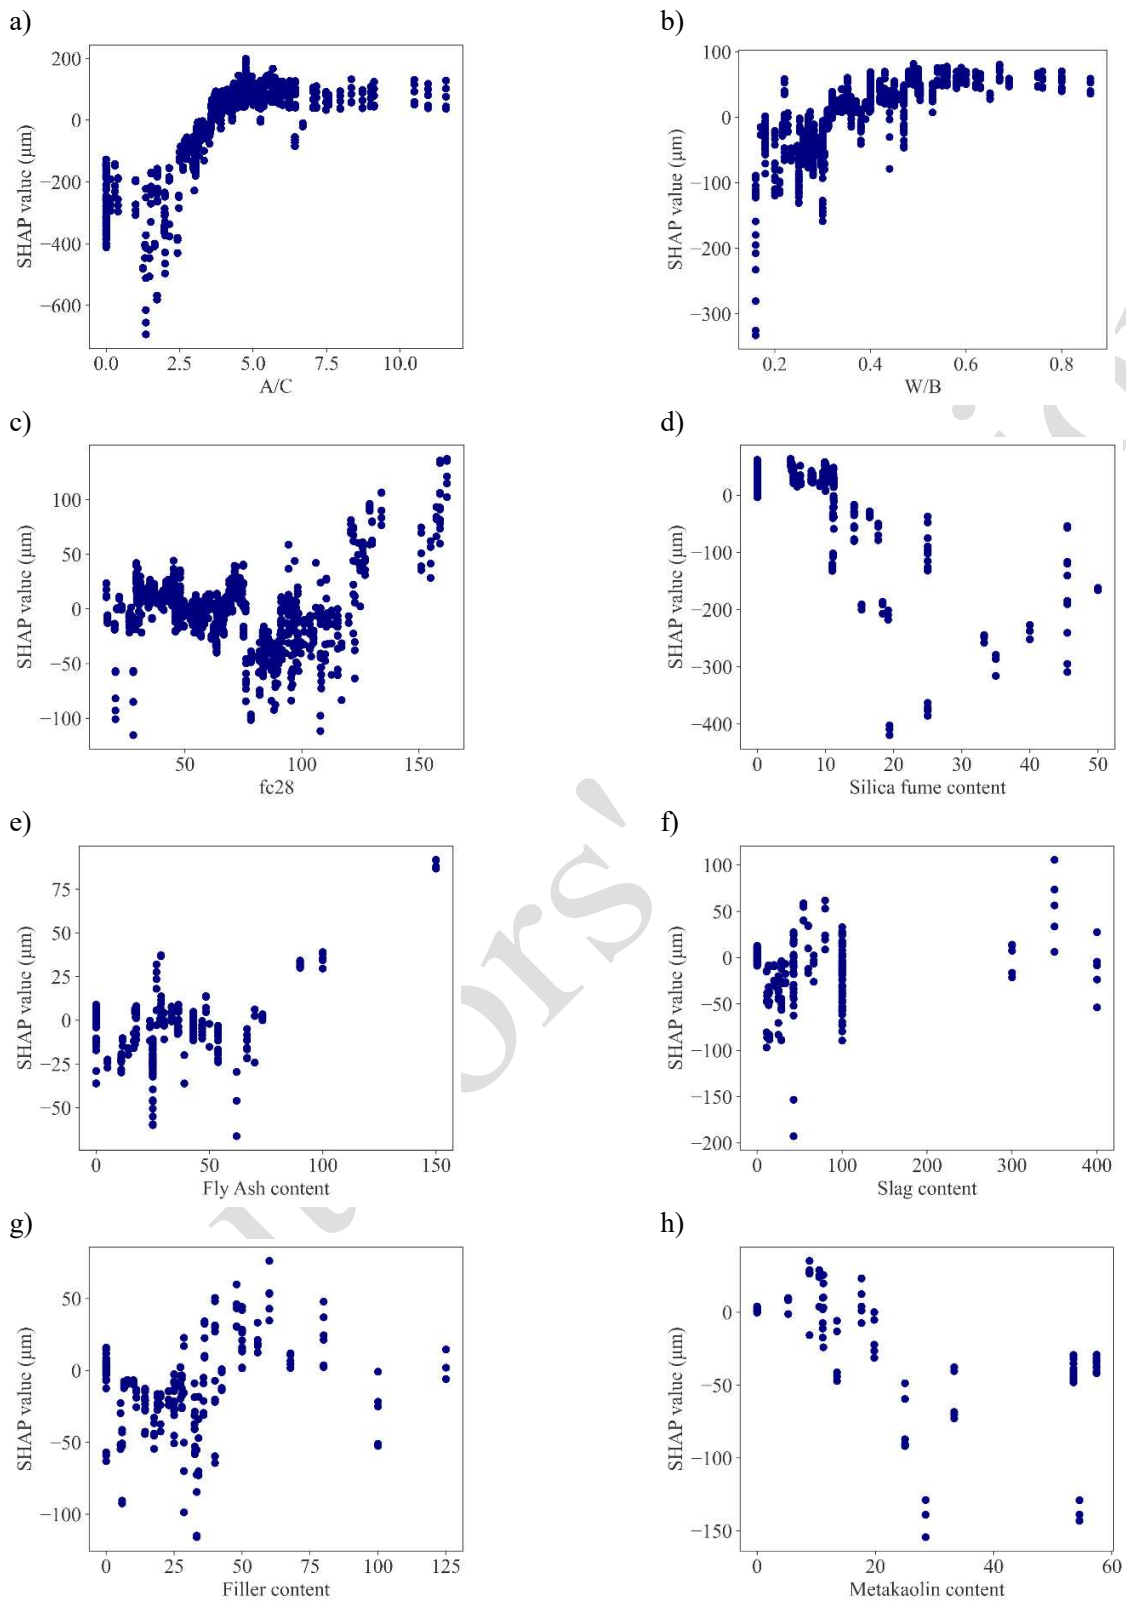 a)
b)
200
0
−200
−400
−600
SHAP value (μm)
0.0 2.5 5.0 7.5 10.0
A/C
100
0
−100
−200
−300
SHAP value (μm)
0.2 0.4 0.6 0.8
W/B
c)
d)
100
50
0
−50
−100
SHAP value (μm)
50 100 150
fc28
0
−100
−200
−300
−400
SHAP value (μm)
0 10 20 30 40 50
Silica fume content
e)
f)
75
50
25
0
−25
−50
SHAP value (μm)
0 50 100 150
Fly Ash content
100
50
0
−50
−100
−150
−200
SHAP value (μm)
0 100 200 300 400
Slag content
g)
h)
50
0
−50
−100
SHAP value (μm)
0 25 50 75 100 125
Filler content
0
−50
−100
−150
SHAP value (μm)
0 20 40 60
Metakaolin content